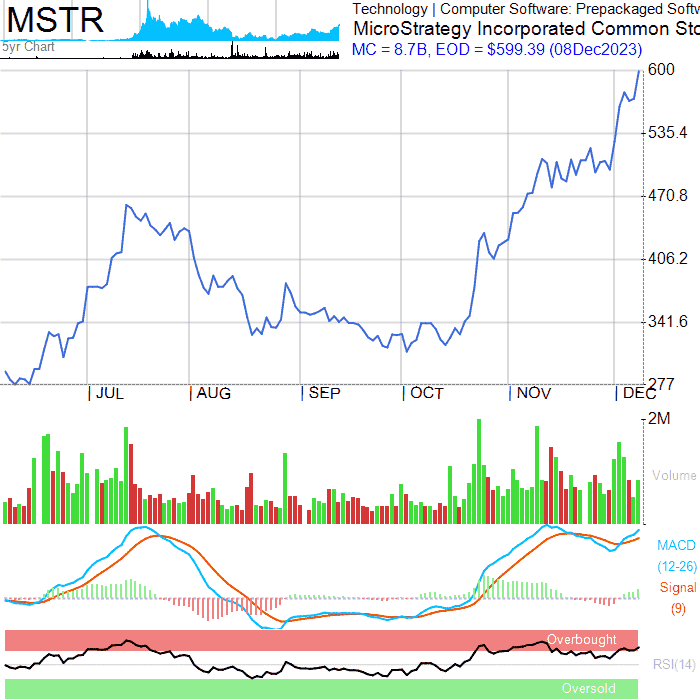 MSTR
5yr Chart
Technology | Computer Software: Prepackaged Softw
MicroStrategy Incorporated Common Sto
MC = 8.7B, EOD = $599.39 (08Dec2023)
600
535.4
470.8
406.2
341.6
277
JUL AUG SEP OCT NOV DEC
2M
Volume
MACD
(12-26)
Signal
(9)
Overbought
RSI(14)
Oversold